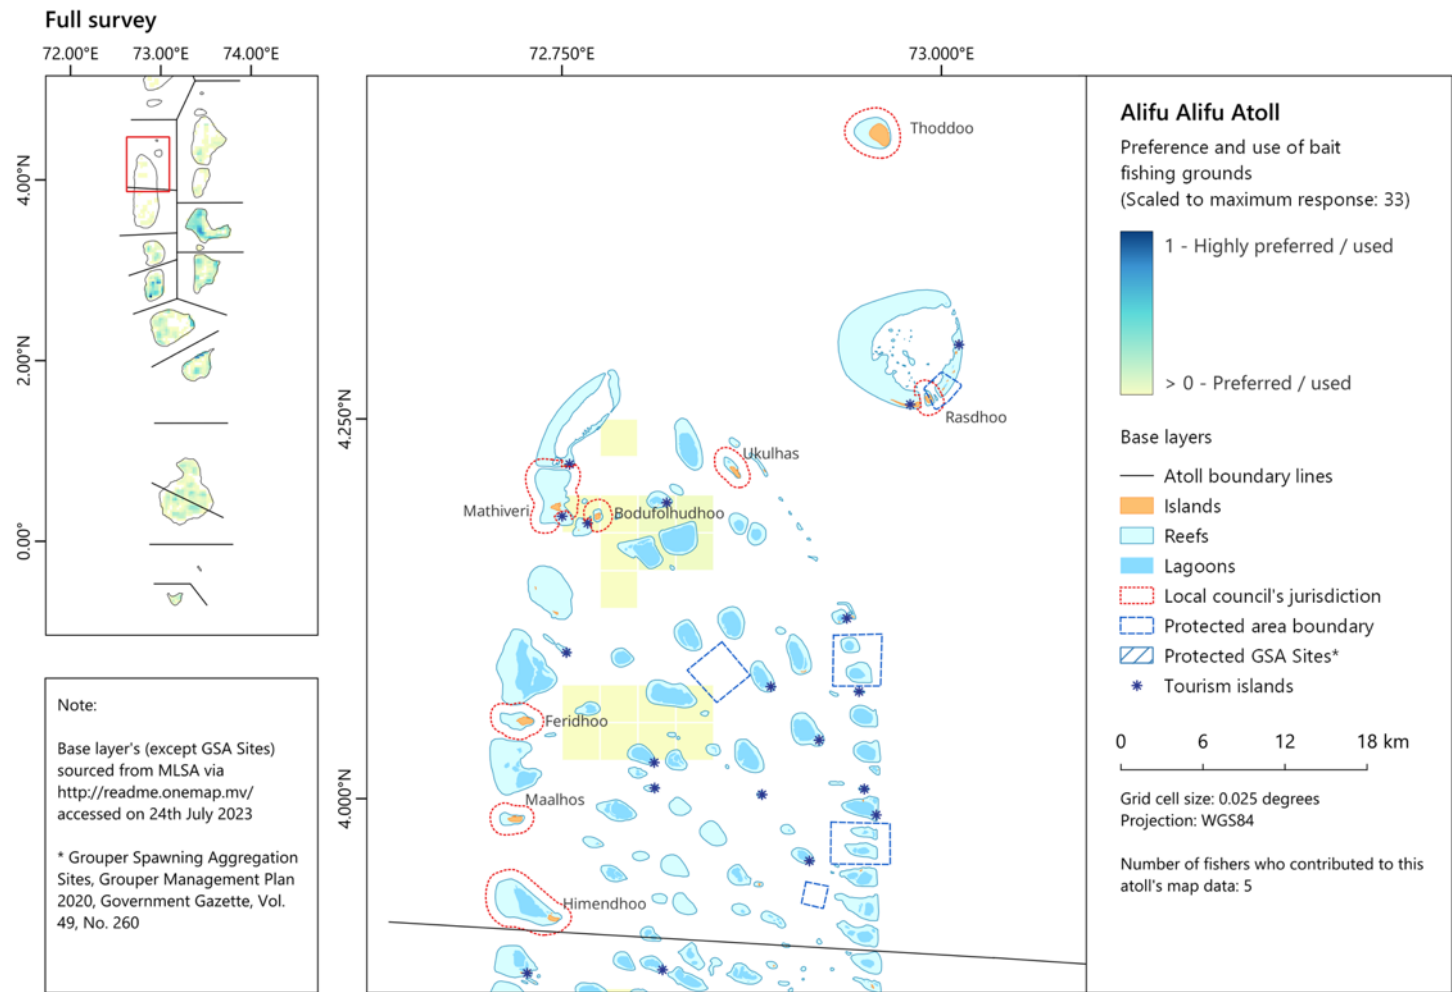 Full survey
72.00°E 73.00°E 74.00°E
4.00°N
2.00°N
0.00°
Note:
Base layer's (except GSA Sites)
sourced from MLSA via
http://readme.onemap.mv/
accessed on 24th July 2023
* Grouper Spawning Aggregation
Sites, Grouper Management Plan
2020, Government Gazette, Vol.
49, No. 260
72.750°E 73.000°E
4.250°N
4.000°N
Thoddoo
Rasdhoo
Ukulhas
Mathiveri
Bodufolhudhoo
Feridhoo
Maalhos
Himendhoo
Alifu Alifu Atoll
Preference and use of bait
fishing grounds
(Scaled to maximum response: 33)
1 - Highly preferred / used
> 0 - Preferred / used
Base layers
Atoll boundary lines
Islands
Reefs
Lagoons
Local council's jurisdiction
Protected area boundary
Protected GSA Sites*
Tourism islands
0 6 12 18 km
Grid cell size: 0.025 degrees
Projection: WGS84
Number of fishers who contributed to this
atoll's map data: 5